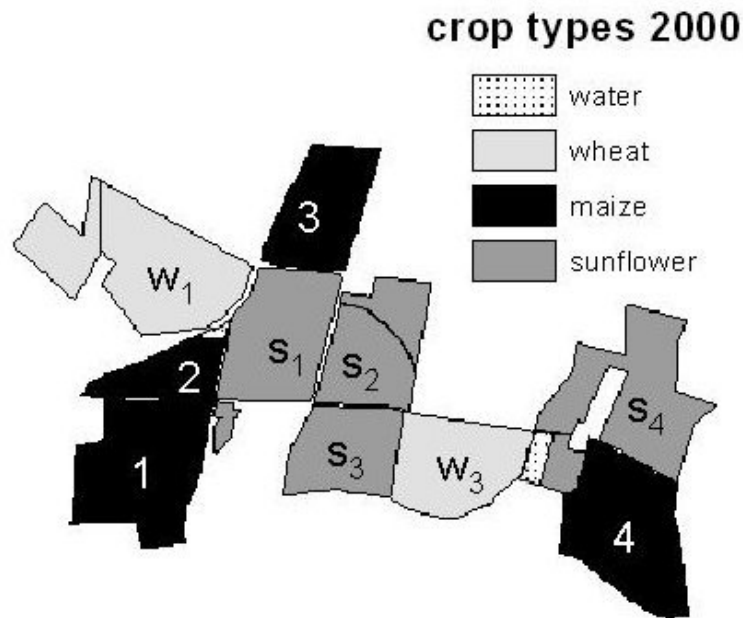 crop types 2000
water
wheat
maize
sunflower
3
W1
S1
2
S2
S4
S3
W3
1
4